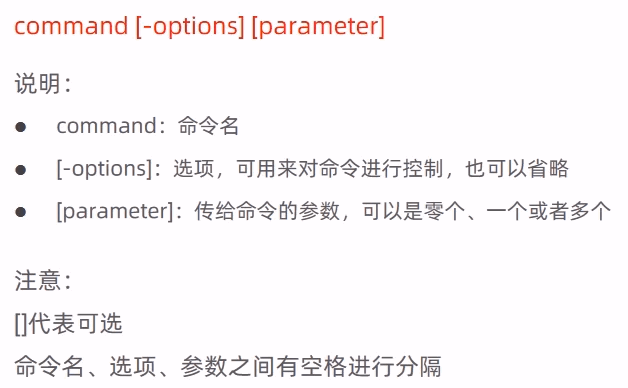 command [-options] [parameter]
说明：
● command：命令名
● [-options]：选项，可用来对命令进行控制，也可以省略
● [parameter]：传给命令的参数，可以是零个、一个或者多个
注意：
[]代表可选
命令名、选项、参数之间有空格进行分隔